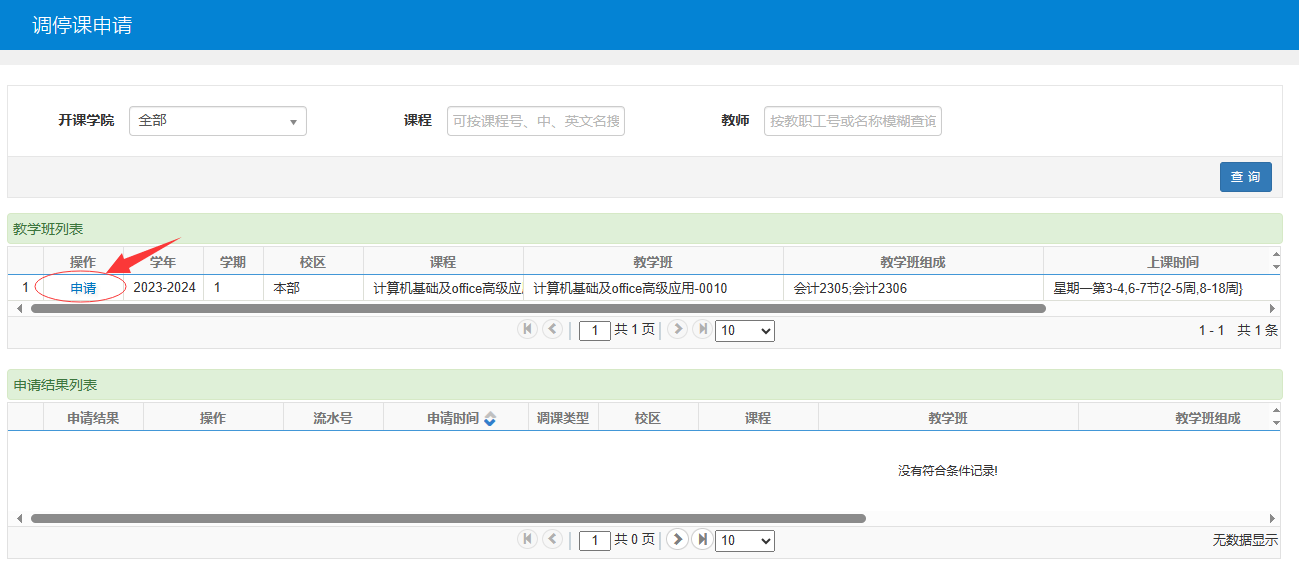 调停课申请
开课学院 全部 课程 可按课程号、中、英文名搜 教师 按教职工号或名称模糊查询
查 询
教学班列表
操作 学年 学期 校区 课程 教学班 教学班组成 上课时间
1 申请 2023-2024 1 本部 计算机基础及office高级应 计算机基础及office高级应用-0010 会计2305;会计2306 星期一第3-4,6-7节{2-5周,8-18周}
1 共 1 页 10 1 - 1 共 1 条
申请结果列表
申请结果 操作 流水号 申请时间 调课类型 校区 课程 教学班 教学班组成
没有符合条件记录!
1 共 0 页 10 无数据显示